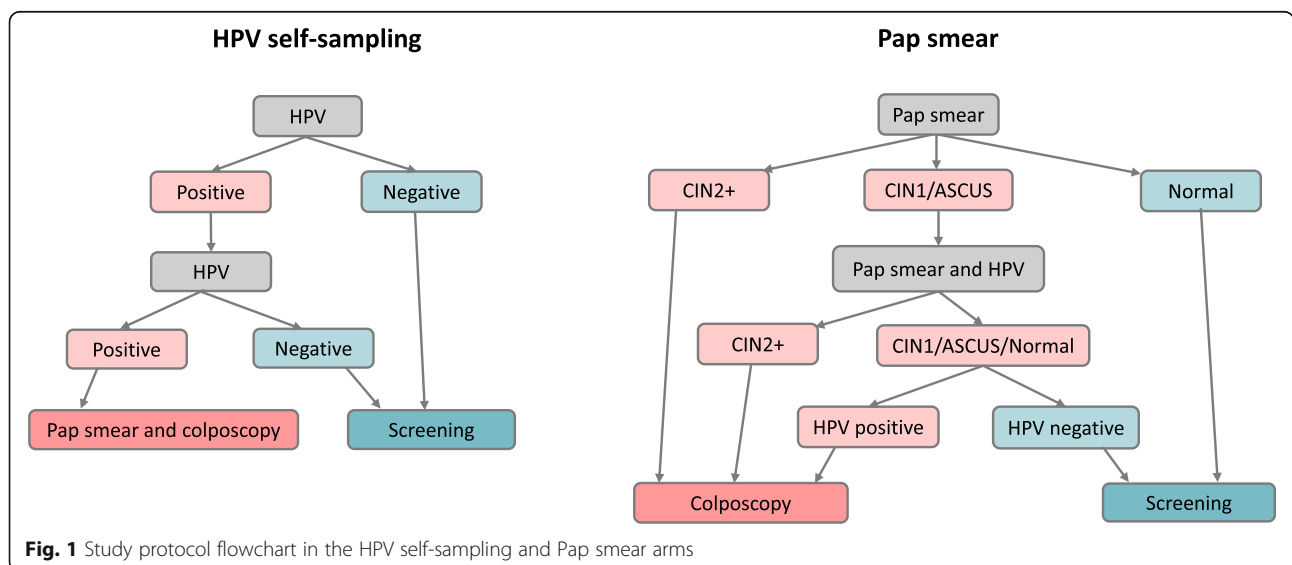 HPV self-sampling
HPV
Positive
Negative
HPV
Positive
Negative
Pap smear and colposcopy
Screening
Pap smear
Pap smear
CIN2+
CIN1/ASCUS
Normal
Pap smear and HPV
CIN2+
CIN1/ASCUS/Normal
HPV positive
HPV negative
Colposcopy
Screening
Fig. 1 Study protocol flowchart in the HPV self-sampling and Pap smear arms